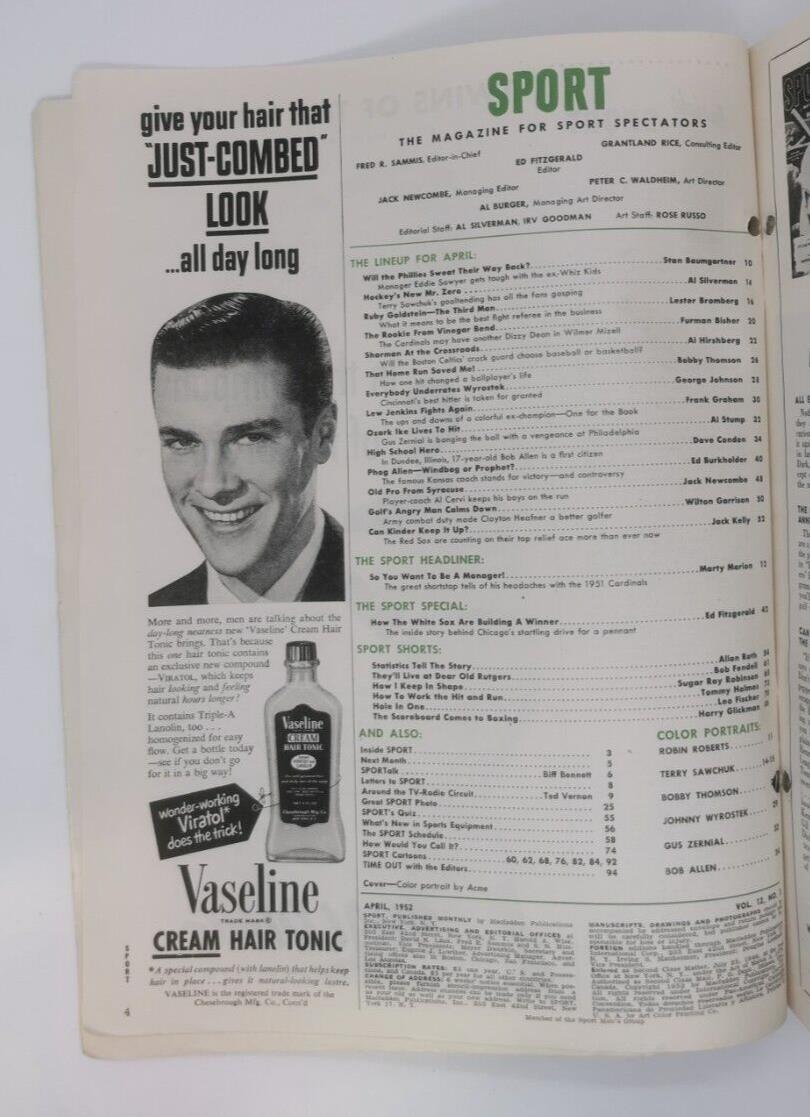 give your hair that
"JUST-COMBED"
LOOK
...all day long
More and more, men are talking about the
day-long neatness new 'Vaseline' Cream Hair
Tonic brings. That's because
this one hair tonic contains
an exclusive new compound
—VIRATOL, which keeps
hair looking and feeling
natural hours longer!
It contains Triple-A
Lanolin, too . . .
homogenized for easy
flow. Get a bottle today
—see if you don't go
for it in a big way!
Vaseline
CREAM
HAIR TONIC
wonder-working
Viratol*
does the trick!
Vaseline
TRADE MARK ®
CREAM HAIR TONIC
*A special compound (with lanolin) that helps keep
hair in place . . . gives it natural-looking lustre.
VASELINE is the registered trade mark of the
Chesebrough Mfg. Co., Cons'd
SPORT
4
SPORT
THE MAGAZINE FOR SPORT SPECTATORS
FRED R. SAMMIS, Editor-in-Chief
ED FITZGERALD
Editor
GRANTLAND RICE, Consulting Editor
JACK NEWCOMBE, Managing Editor
PETER C. WALDHEIM, Art Director
AL BURGER, Managing Art Director
Editorial Staff: AL SILVERMAN, IRV GOODMAN
Art Staff: ROSE RUSSO
THE LINEUP FOR APRIL:
Will the Phillies Sweat Their Way Back? Stan Baumgartner 10
Manager Eddie Sawyer gets tough with the ex-Whiz Kids
Hockey's New Mr. Zero Al Silverman 14
Terry Sawchuk's goaltending has all the fans gasping
Ruby Goldstein—The Third Man Lester Bromberg 16
What it means to be the best fight referee in the business
The Rookie From Vinegar Bend Furman Bisher 20
The Cardinals may have another Dizzy Dean in Wilmer Mizell
Sharman At the Crossroads Al Hirshberg 22
Will the Boston Celtics' crack guard choose baseball or basketball?
That Home Run Saved Me! Bobby Thomson 26
How one hit changed a ballplayer's life
Everybody Underrates Wyrostek George Johnson 28
Cincinnati's best hitter is taken for granted
Lew Jenkins Fights Again Frank Graham 30
The ups and downs of a colorful ex-champion—One for the Book
Ozark Ike Lives To Hit Al Stump 32
Gus Zernial is banging the ball with a vengeance at Philadelphia
High School Hero Dave Condon 34
In Dundee, Illinois, 17-year-old Bob Allen is a first citizen
Phog Allen—Windbag or Prophet? Ed Burkholder 40
The famous Kansas coach stands for victory—and controversy
Old Pro From Syracuse Jack Newcombe 48
Player-coach Al Cervi keeps his boys on the run
Golf's Angry Man Calms Down Wilton Garrison 50
Army combat duty made Clayton Heafner a better golfer
Can Kinder Keep It Up? Jack Kelly 52
The Red Sox are counting on their top relief ace more than ever now
THE SPORT HEADLINER:
So You Want To Be A Manager! Marty Marion 12
The great shortstop tells of his headaches with the 1951 Cardinals
THE SPORT SPECIAL:
How The White Sox Are Building A Winner Ed Fitzgerald 42
The inside story behind Chicago's startling drive for a pennant
SPORT SHORTS:
Statistics Tell The Story Allan Roth
They'll Live at Dear Old Rutgers Bob Fendell
How I Keep In Shape Sugar Ray Robinson
How To Work the Hit and Run Tommy Holmes
Hole In One Leo Fischer
The Scoreboard Comes to Boxing Harry Glickman
AND ALSO:
Inside SPORT 3
Next Month 5
SPORTalk Biff Bennett 6
Letters to SPORT 8
Around the TV-Radio Circuit Ted Vernon 9
Great SPORT Photo 25
SPORT's Quiz 55
What's New in Sports Equipment 56
The SPORT Schedule 58
How Would You Call It? 74
SPORT Cartoons 60, 62, 68, 76, 82, 84, 92
TIME OUT with the Editors 94
Cover—Color portrait by Acme
COLOR PORTRAITS:
ROBIN ROBERTS 11
TERRY SAWCHUK 14-15
BOBBY THOMSON
JOHNNY WYROSTEK 29
GUS ZERNIAL 32
BOB ALLEN
APRIL, 1952
VOL. 12, NO.
SPORT, PUBLISHED MONTHLY by Macfadden Publications
EXECUTIVE, ADVERTISING AND EDITORIAL OFFICES at
SUBSCRIPTION RATES:
CHANGE OF ADDRESS:
MANUSCRIPTS, DRAWINGS AND PHOTOGRAPHS
Member of the Sport Men's Group